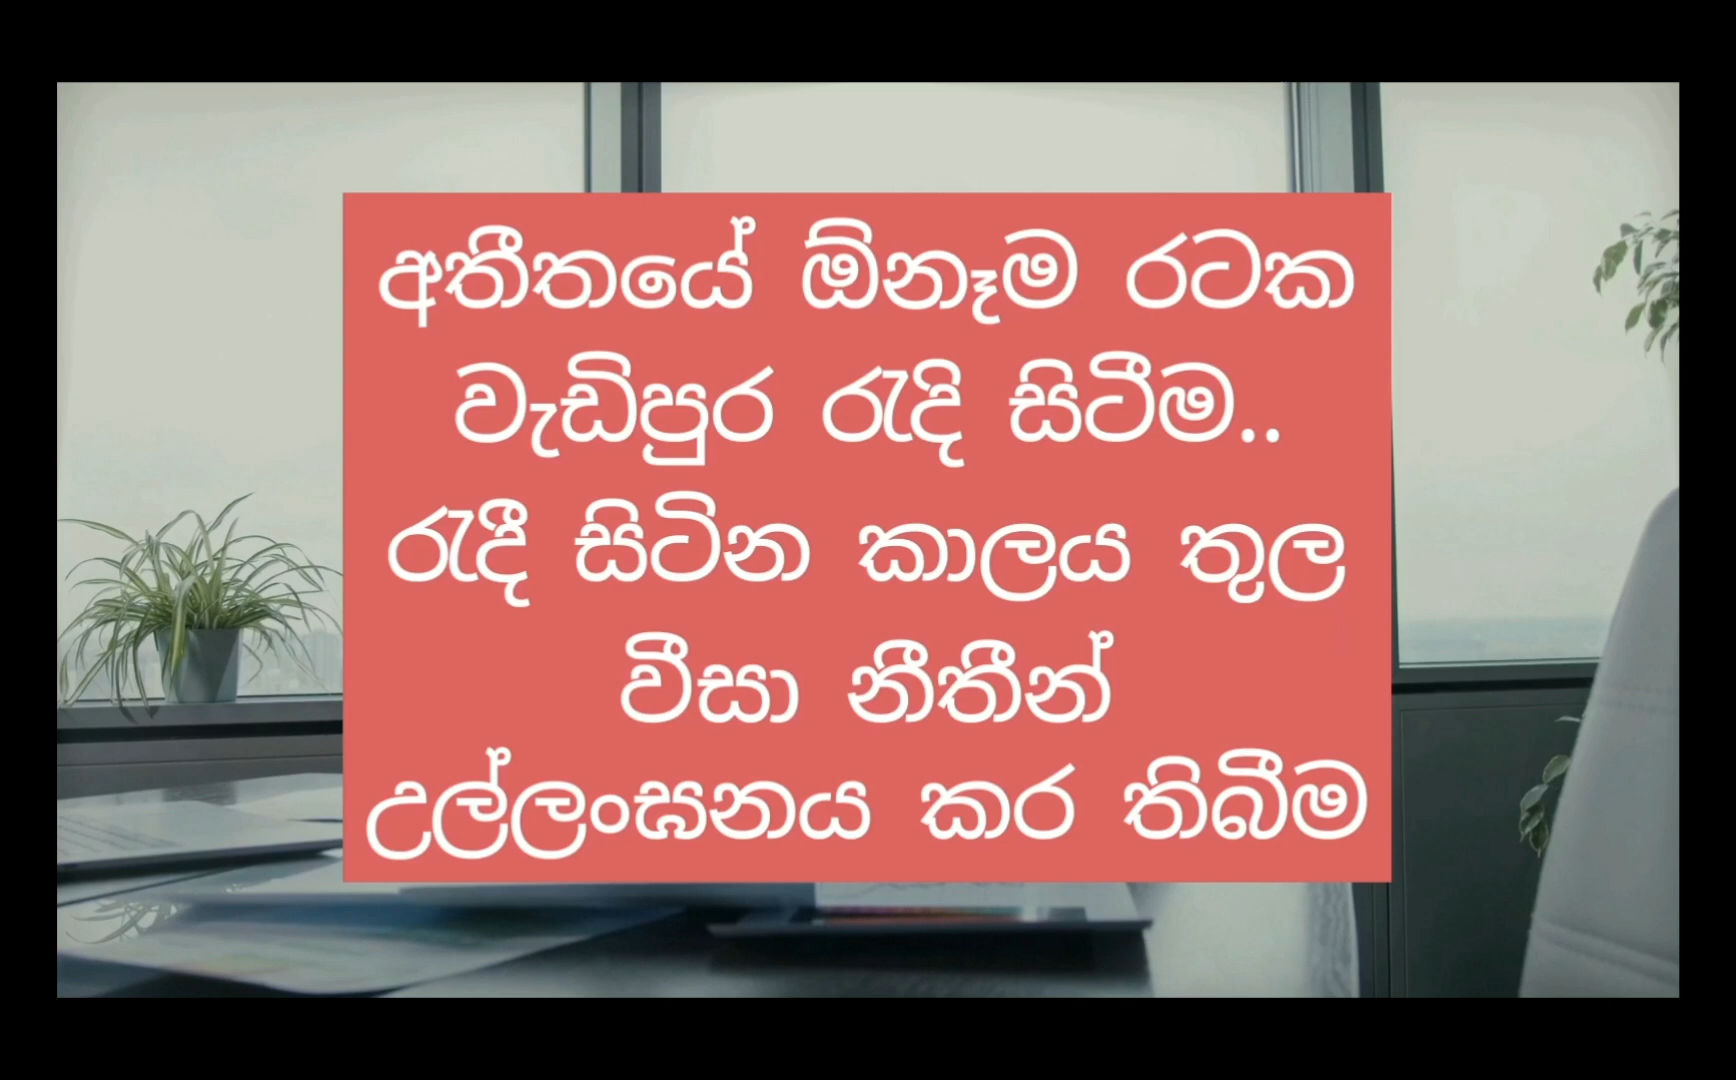 අතීතයේ ඕනෑම රටක
වැඩිපුර රැදි සිටීම..
රැදී සිටින කාලය තුල
වීසා නීතීන්
උල්ලංඝනය කර තිබීම